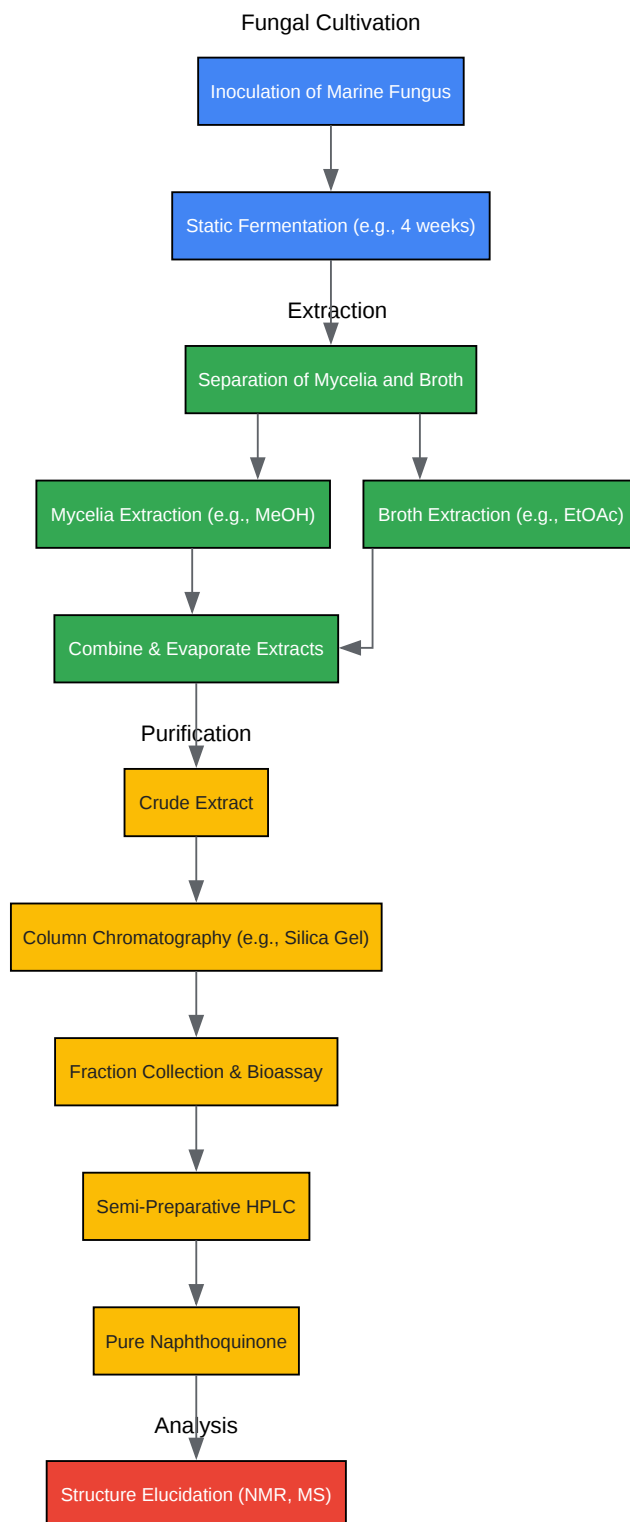 Fungal Cultivation
Inoculation of Marine Fungus
Static Fermentation (e.g., 4 weeks)
Extraction
Separation of Mycelia and Broth
Mycelia Extraction (e.g., MeOH)
Broth Extraction (e.g., EtOAc)
Combine & Evaporate Extracts
Purification
Crude Extract
Column Chromatography (e.g., Silica Gel)
Fraction Collection & Bioassay
Semi-Preparative HPLC
Pure Naphthoquinone
Analysis
Structure Elucidation (NMR, MS)